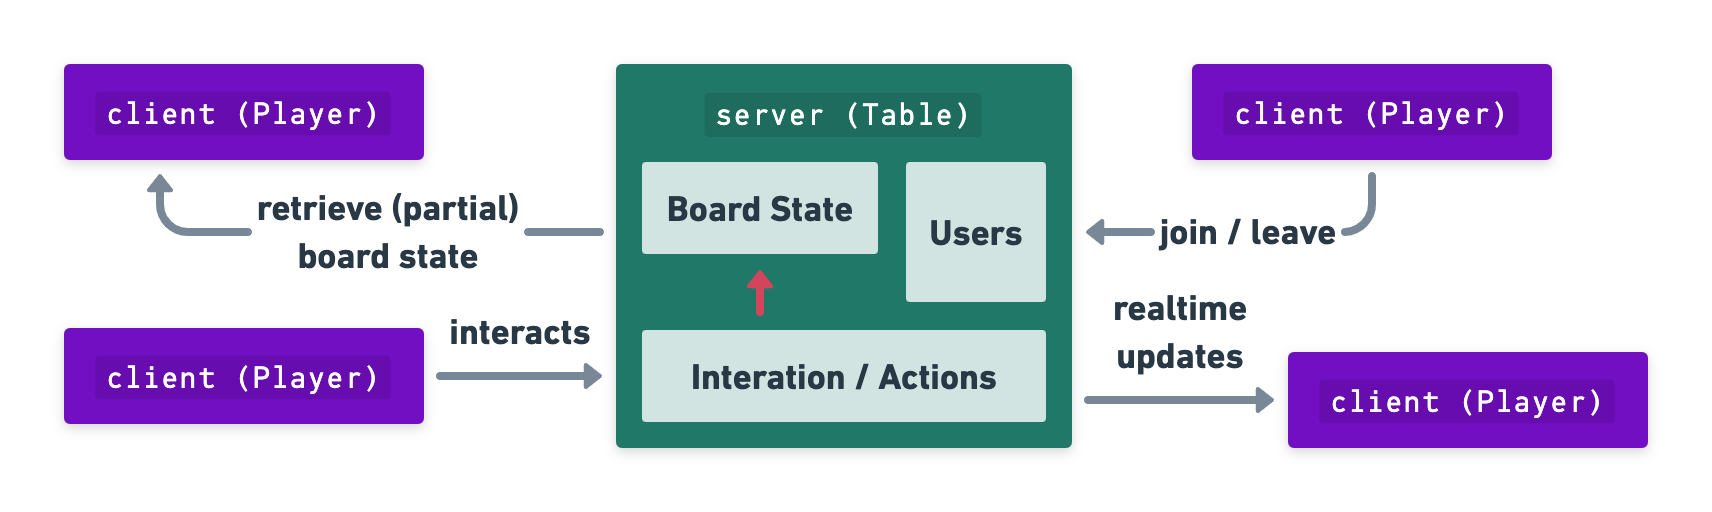 client (Player)
retrieve (partial)
board state
client (Player)
interacts
server (Table)
Board State
Users
Interation / Actions
client (Player)
join / leave
realtime
updates
client (Player)